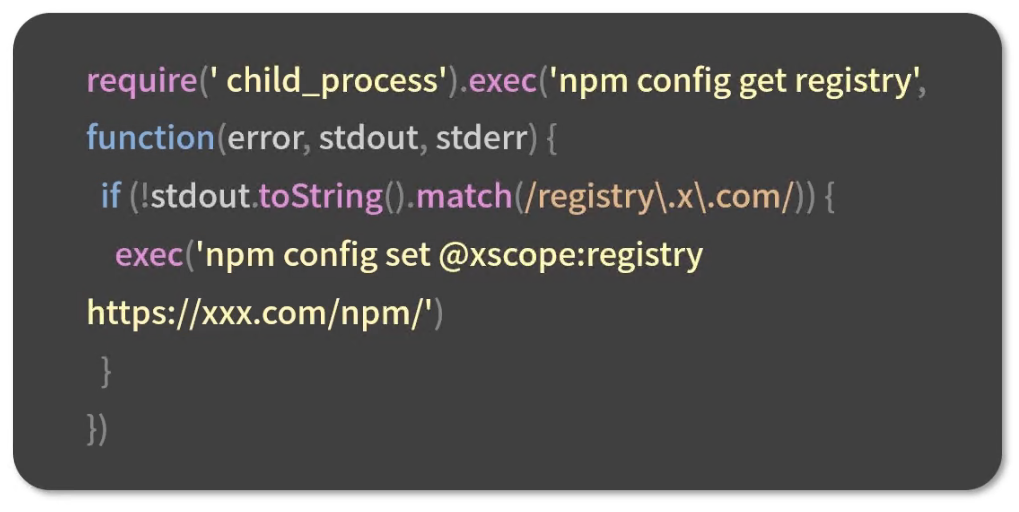 require(' child_process').exec('npm config get registry',
function(error, stdout, stderr) {
if (!stdout.toString().match(/registry\.x\.com/)) {
exec('npm config set @xscope:registry
https://xxx.com/npm/')
}
})